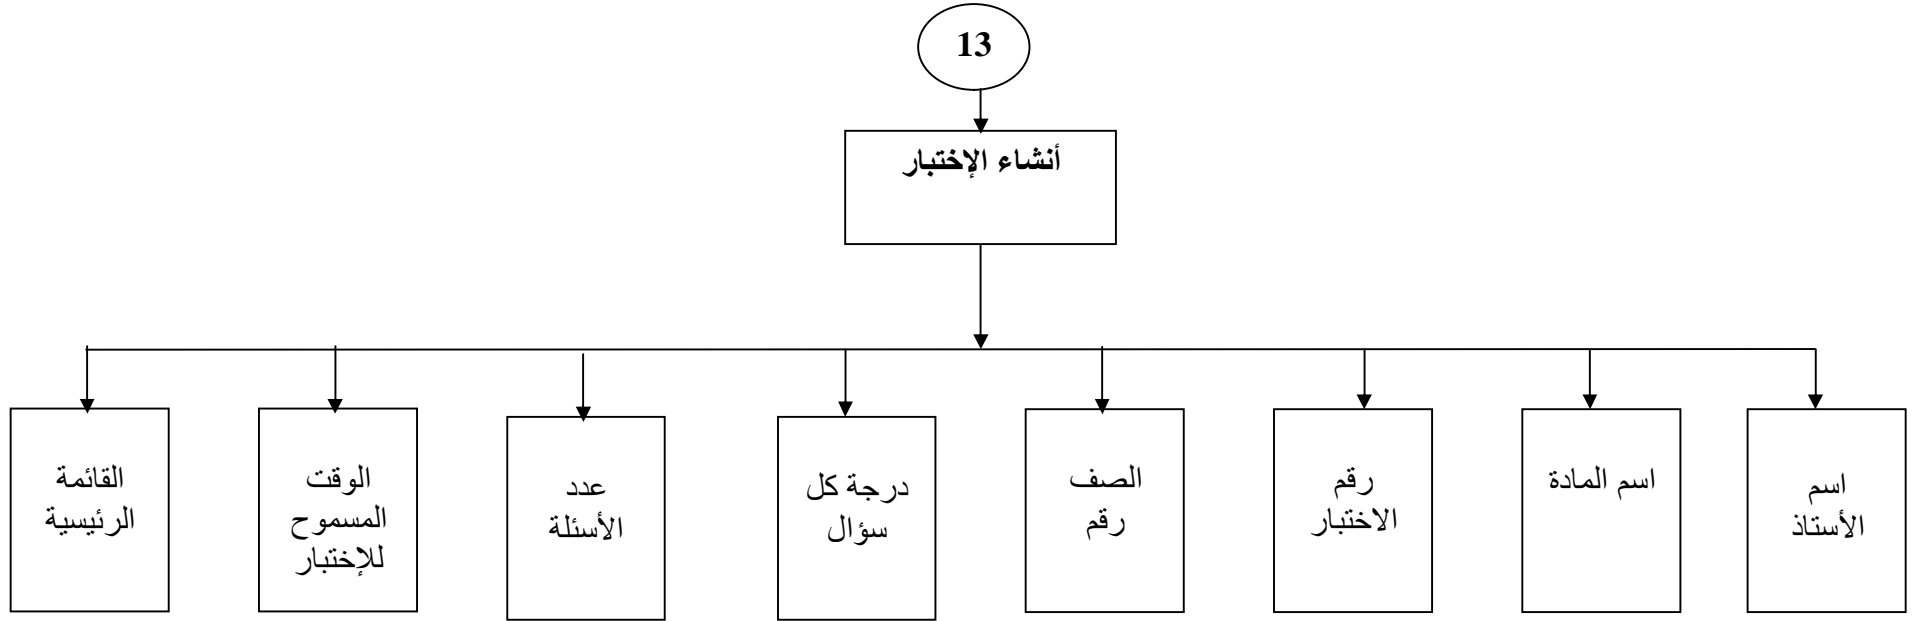 13
أنشاء الإختبار
اسم
الأستاذ
اسم المادة
رقم
الاختبار
الصف
رقم
درجة كل
سؤال
عدد
الأسئلة
الوقت
المسموح
للإختبار
القائمة
الرئيسية